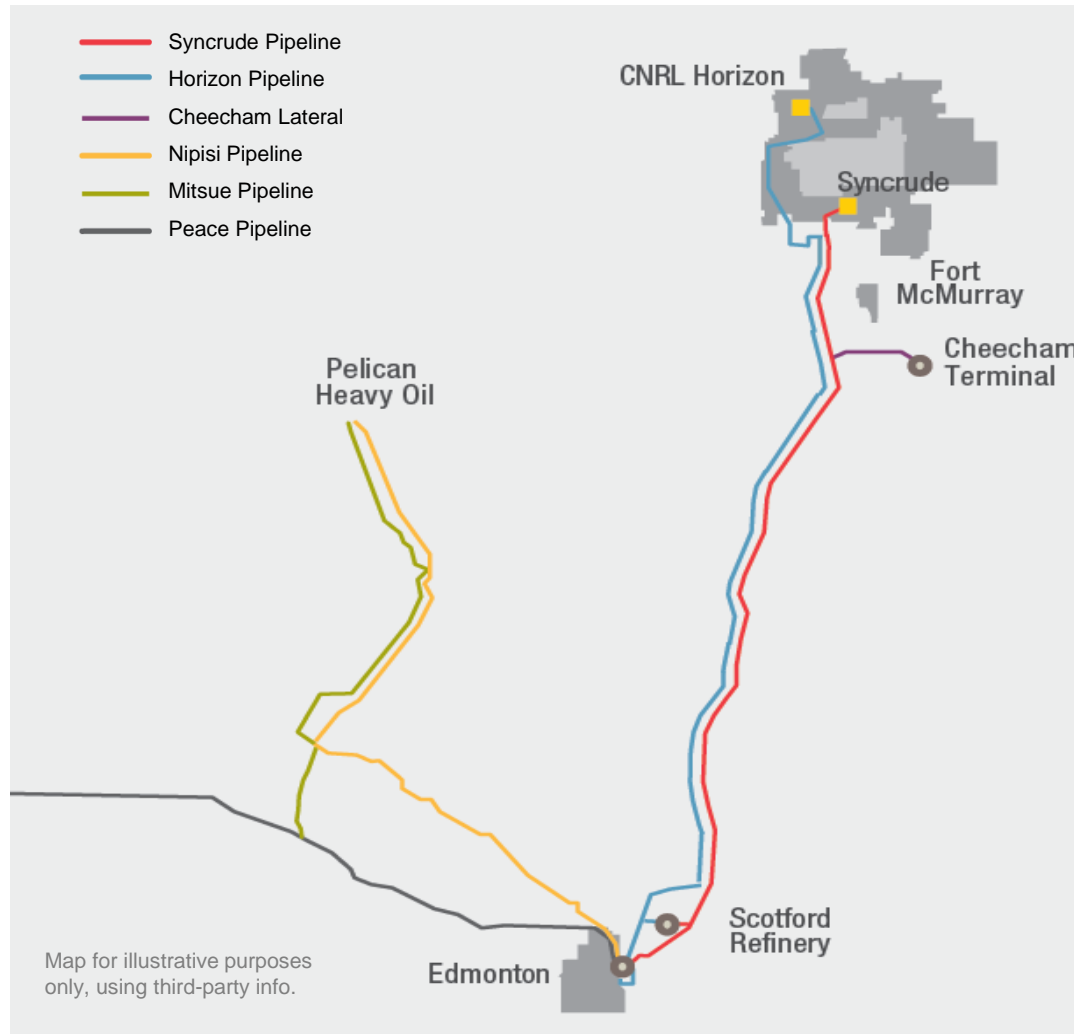 Syncrude Pipeline
Horizon Pipeline
Cheecham Lateral
Nipisi Pipeline
Mitsue Pipeline
Peace Pipeline
CNRL Horizon
Syncrude
Fort
McMurray
Cheecham
Terminal
Pelican
Heavy Oil
Scotford
Refinery
Edmonton
Map for illustrative purposes
only, using third-party info.